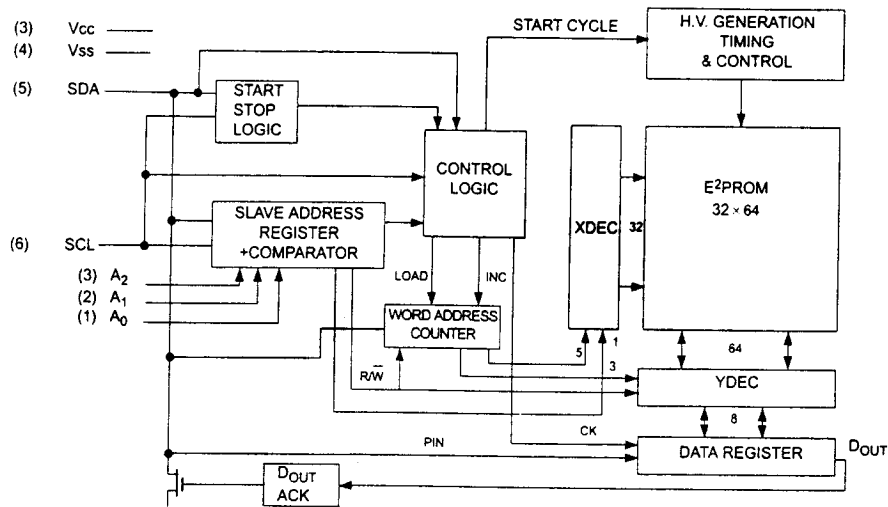 (3) Vcc
(4) Vss
(5) SDA
START CYCLE
H.V. GENERATION
TIMING
& CONTROL
START
STOP
LOGIC
CONTROL
LOGIC
XDEC
32
E²PROM
32 × 64
SLAVE ADDRESS
REGISTER
+COMPARATOR
(6) SCL
(3) A₂
(2) A₁
(1) A₀
LOAD
INC
WORD ADDRESS
COUNTER
R/W̅
5
1
3
64
YDEC
8
CK
PIN
DATA REGISTER
DOUT
DOUT
ACK